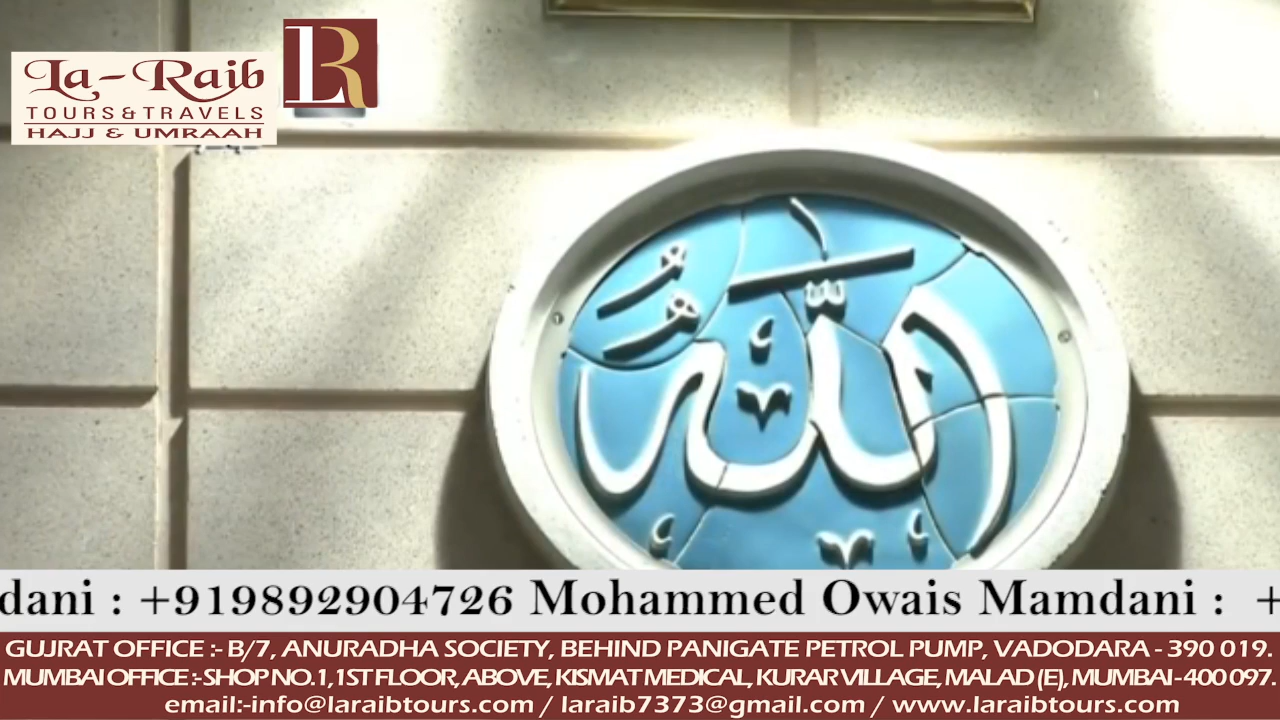 La-Raib
TOURS & TRAVELS
HAJJ & UMRAAH
LR
الله
dani : +919892904726 Mohammed Owais Mamdani : +
GUJRAT OFFICE :- B/7, ANURADHA SOCIETY, BEHIND PANIGATE PETROL PUMP, VADODARA - 390 019.
MUMBAI OFFICE :- SHOP NO. 1, 1ST FLOOR, ABOVE, KISMAT MEDICAL, KURAR VILLAGE, MALAD (E), MUMBAI - 400 097.
email:-info@laraibtours.com / laraib7373@gmail.com / www.laraibtours.com